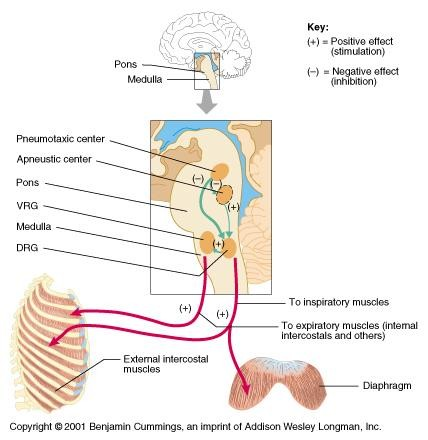 Key:
(+) = Positive effect
(stimulation)
(–) = Negative effect
(inhibition)
Pons
Medulla
Pneumotaxic center
Apneustic center
Pons
VRG
Medulla
DRG
(–)
(–)
(+)
(+)
(+)
(+)
To inspiratory muscles
To expiratory muscles (internal
intercostals and others)
External intercostal
muscles
Diaphragm
Copyright © 2001 Benjamin Cummings, an imprint of Addison Wesley Longman, Inc.